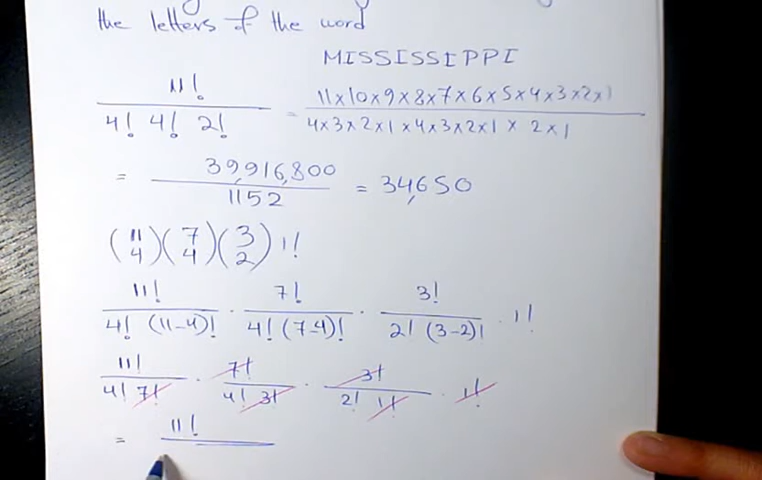 the letters of the word
MISSISSIPPI
11! / 4! 4! 2! = 11×10×9×8×7×6×5×4×3×2×1 / 4×3×2×1×4×3×2×1×2×1
= 39,916,800 / 1152 = 34,650
(11 4)(7 4)(3 2) 1!
11! / 4! (11-4)! · 7! / 4! (7-4)! · 3! / 2! (3-2)! · 1!
11! / 4! 7! · 7! / 4! 3! · 3! / 2! 1! · 1!
= 11!